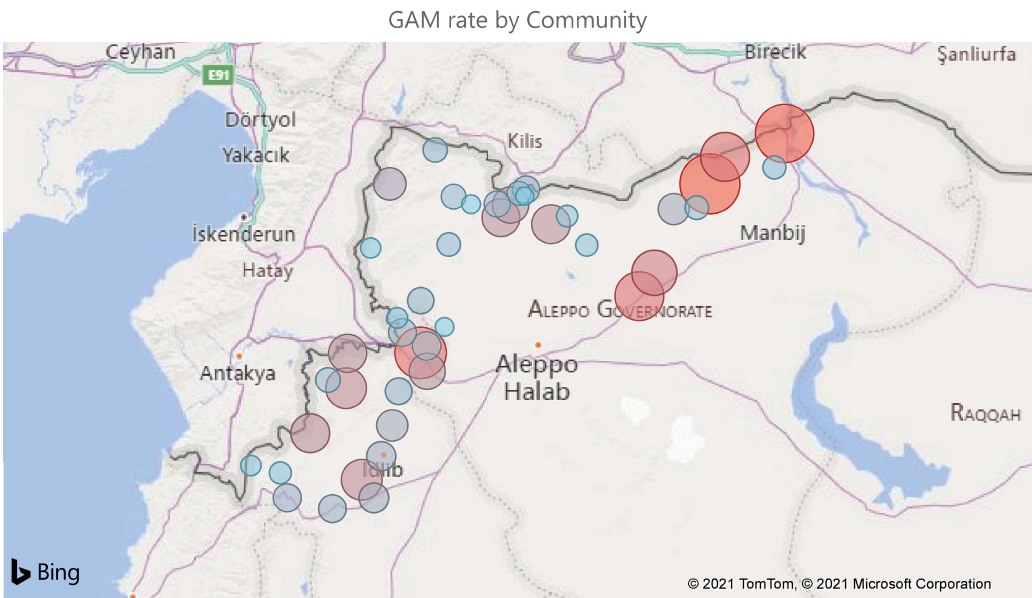 GAM rate by Community
Ceyhan
Birecik
Şanliurfa
E91
Dörtyol
Kilis
Yakacık
İskenderun
Manbij
Hatay
ALEPPO GOVERNORATE
Antakya
Aleppo
Halab
RAQQAH
Idlib
Bing
© 2021 TomTom, © 2021 Microsoft Corporation